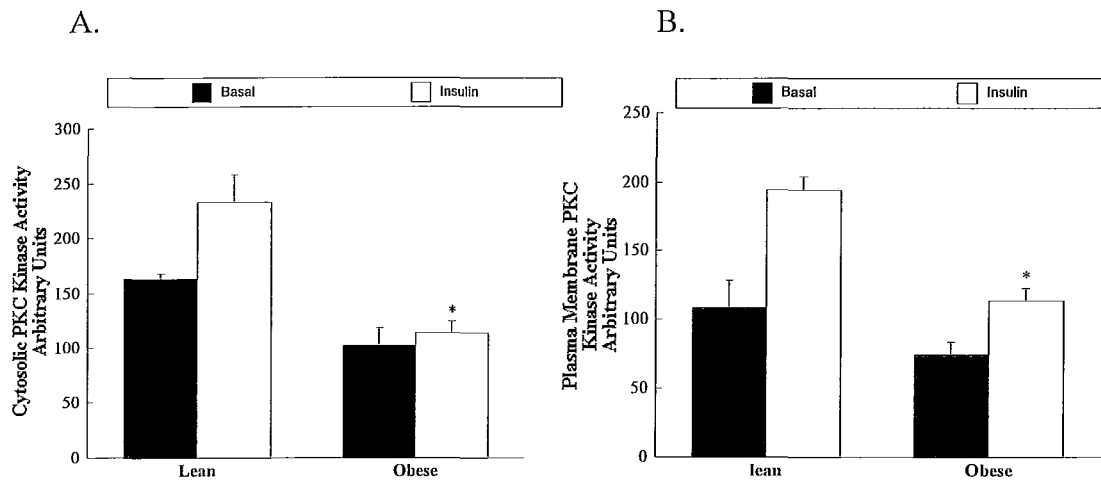 A.
Basal Insulin
300
250
200
150
100
50
0
Cytosolic PKC Kinase Activity
Arbitrary Units
*
Lean Obese
B.
Basal Insulin
250
200
150
100
50
0
Plasma Membrane PKC
Kinase Activity
Arbitrary Units
*
lean Obese